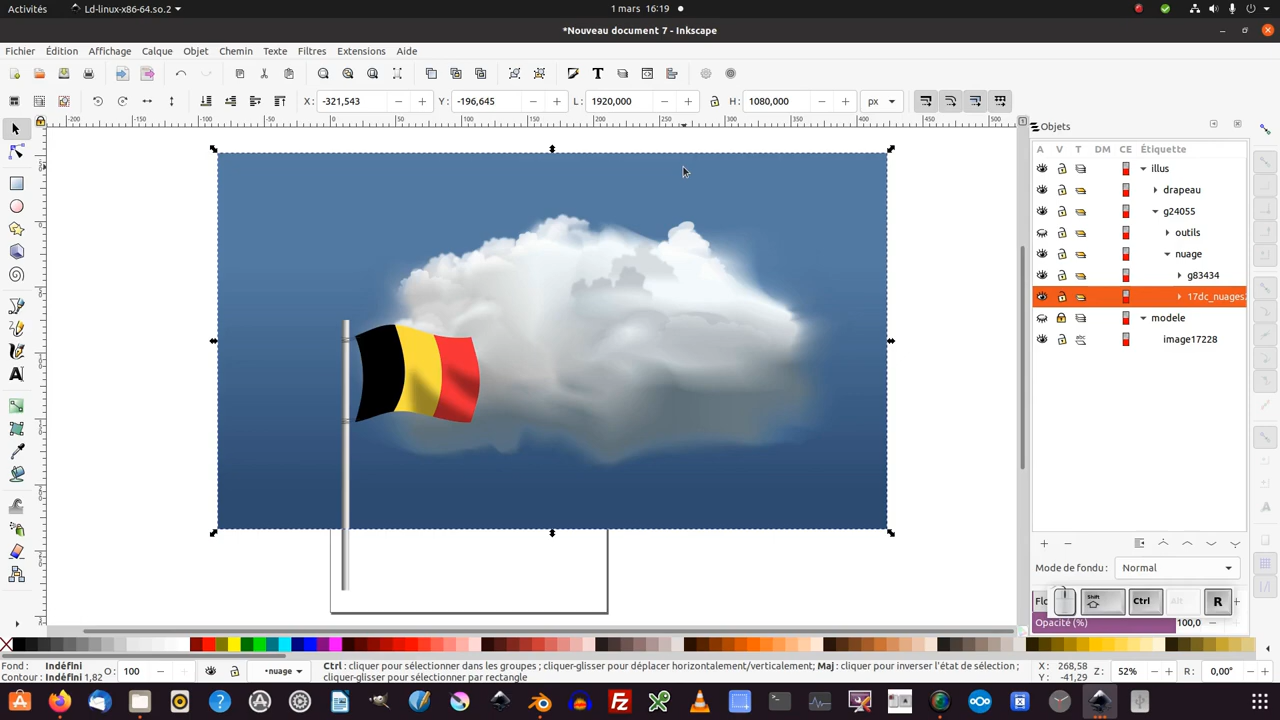 Activités
Ld-linux-x86-64.so.2
1 mars 16:19
*Nouveau document 7 - Inkscape
Fichier Édition Affichage Calque Objet Chemin Texte Filtres Extensions Aide
X : -321,543 Y : -196,645 L : 1920,000 H : 1080,000 px
Objets
A V T DM CE Étiquette
illus
drapeau
g24055
outils
nuage
g83434
17dc_nuages
modele
image17228
Mode de fondu : Normal
Flo
Shift Ctrl Alt R
Opacité (%) 100,0
Fond : Indéfini
Contour : Indéfini 1,82
O : 100
•nuage
Ctrl : cliquer pour sélectionner dans les groupes ; cliquer-glisser pour déplacer horizontalement/verticalement; Maj : cliquer pour inverser l'état de sélection ;
cliquer-glisser pour sélectionner par rectangle
X : 268,58
Y : -41,29
Z : 52%
R : 0,00°